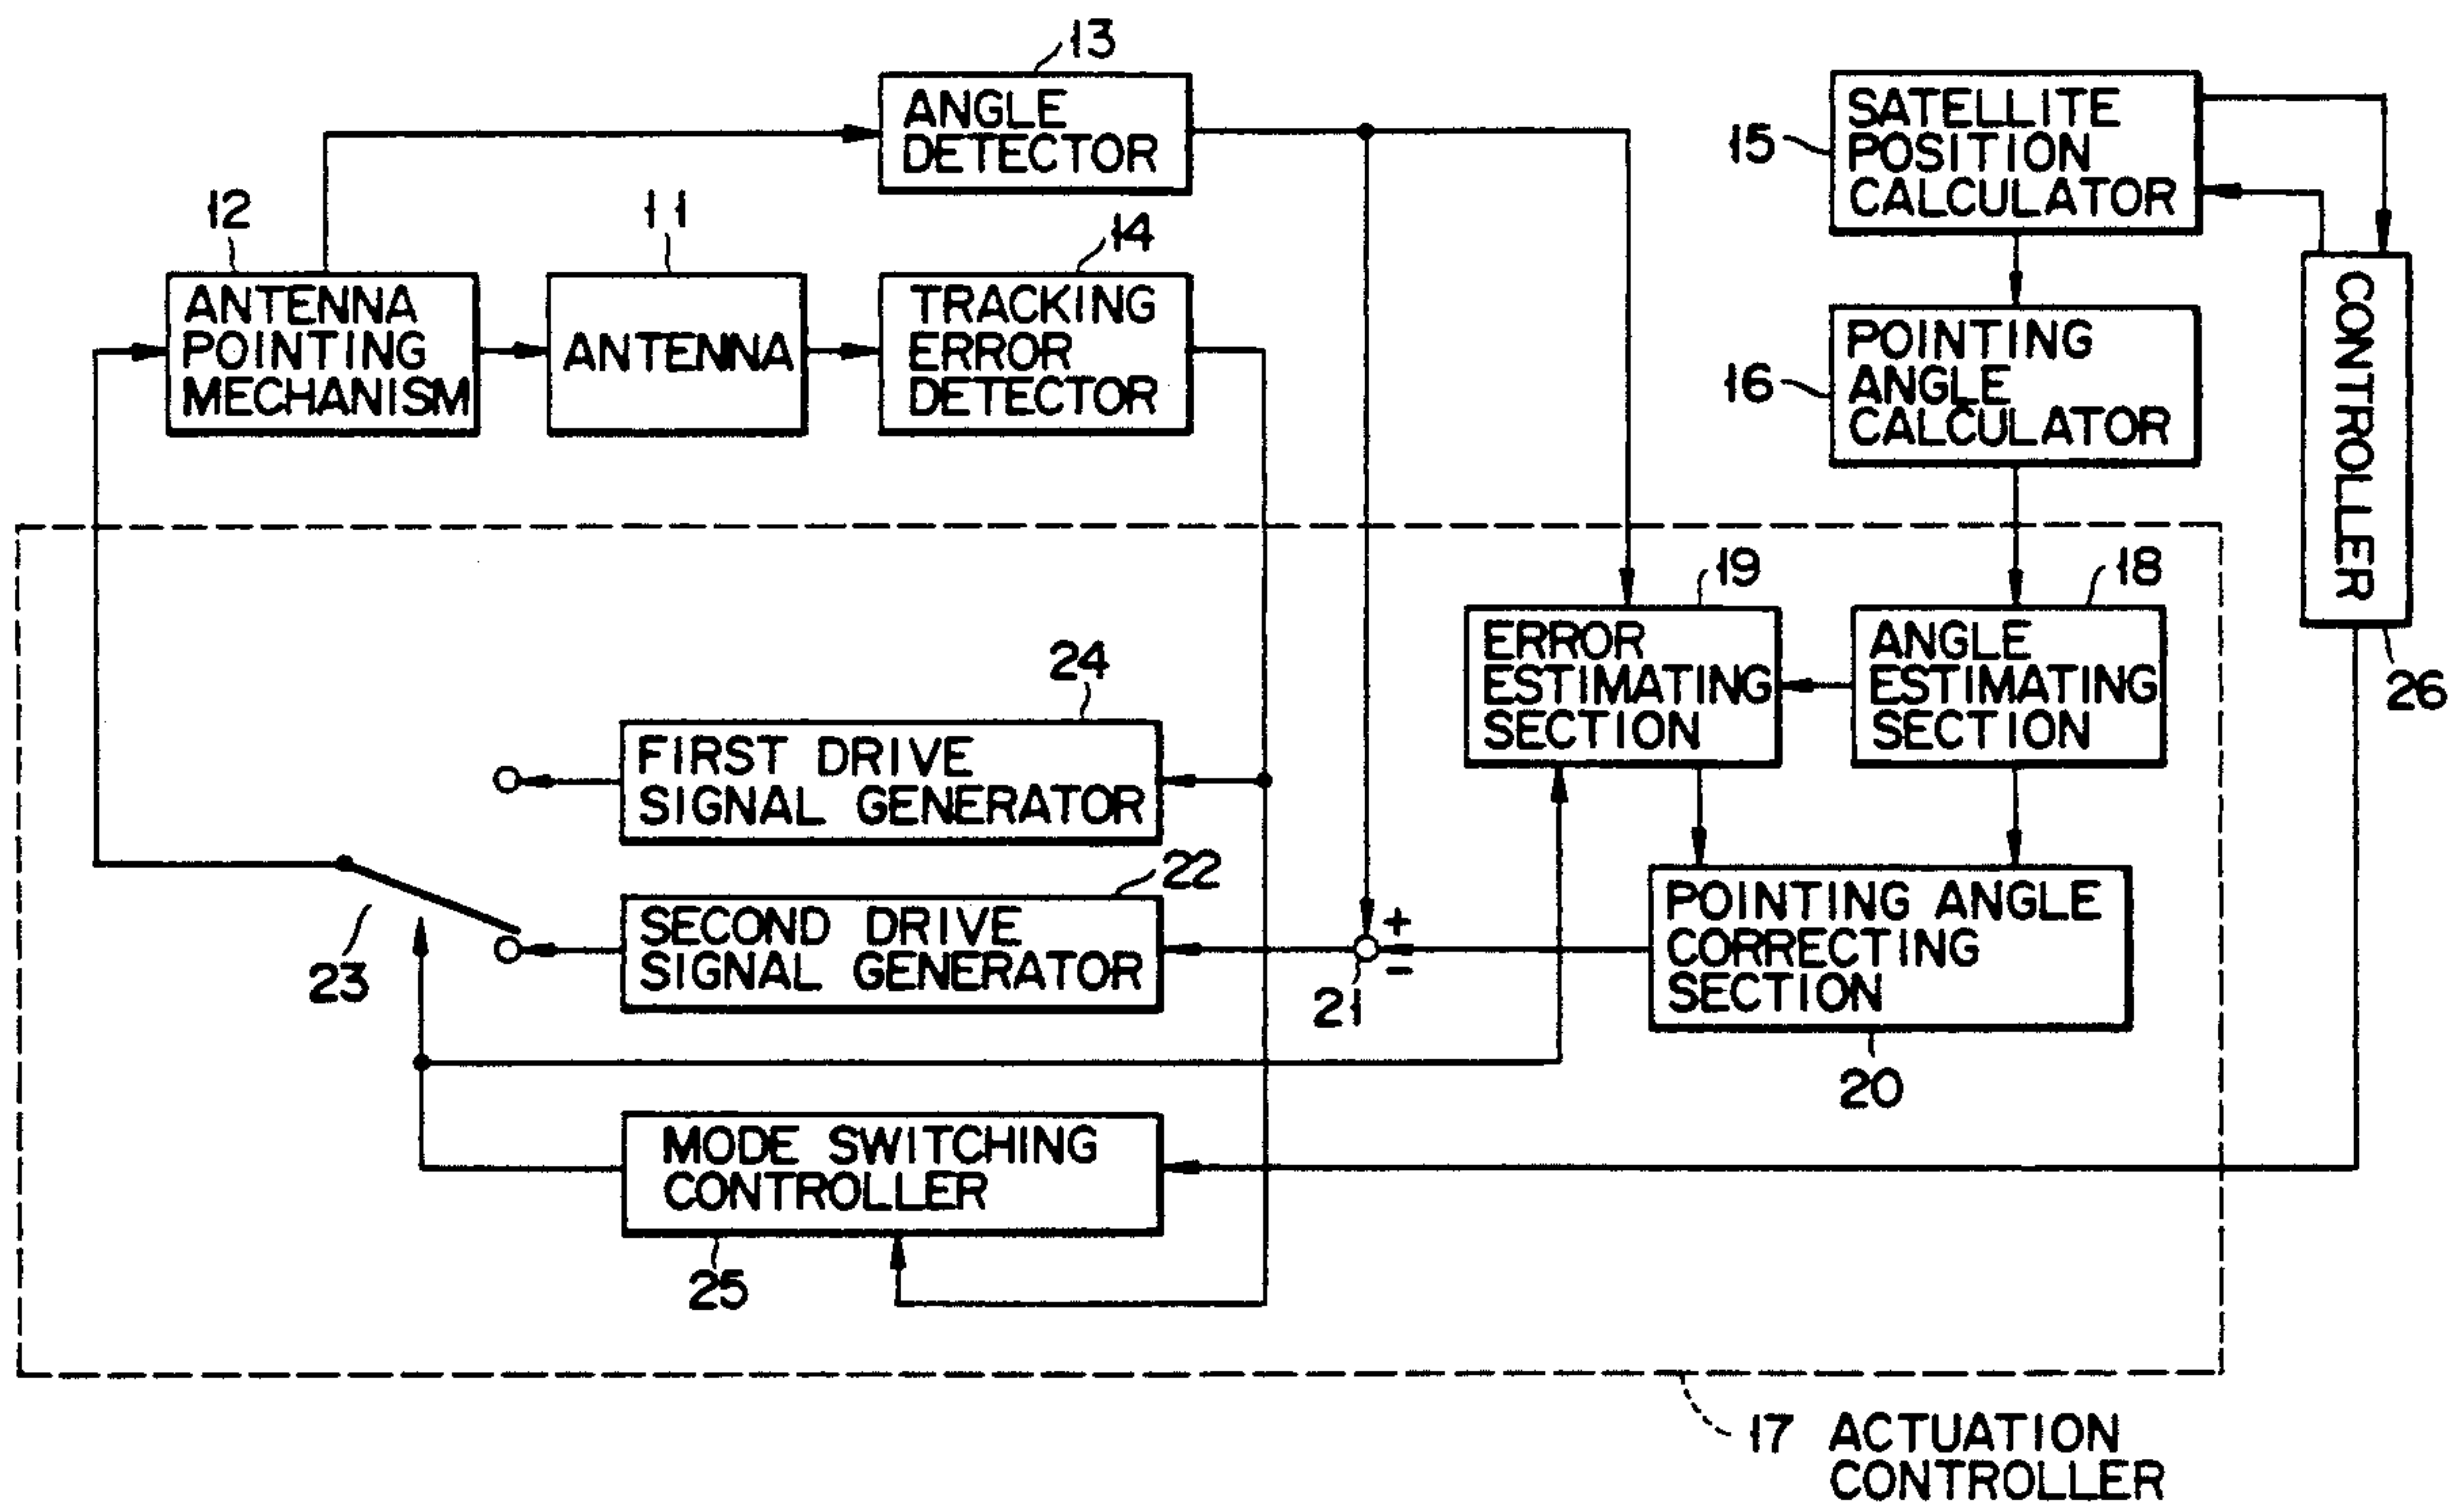 13
ANGLE
DETECTOR
15
SATELLITE
POSITION
CALCULATOR
12
11
14
ANTENNA
POINTING
MECHANISM
ANTENNA
TRACKING
ERROR
DETECTOR
16
POINTING
ANGLE
CALCULATOR
CONTROLLER
26
19
18
ERROR
ESTIMATING
SECTION
ANGLE
ESTIMATING
SECTION
24
FIRST DRIVE
SIGNAL GENERATOR
22
SECOND DRIVE
SIGNAL GENERATOR
23
+
-
21
POINTING ANGLE
CORRECTING
SECTION
20
MODE SWITCHING
CONTROLLER
25
17 ACTUATION
CONTROLLER